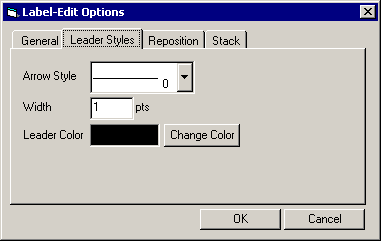 Label-Edit Options
General Leader Styles Reposition Stack
Arrow Style 0
Width 1 pts
Leader Color Change Color
OK Cancel